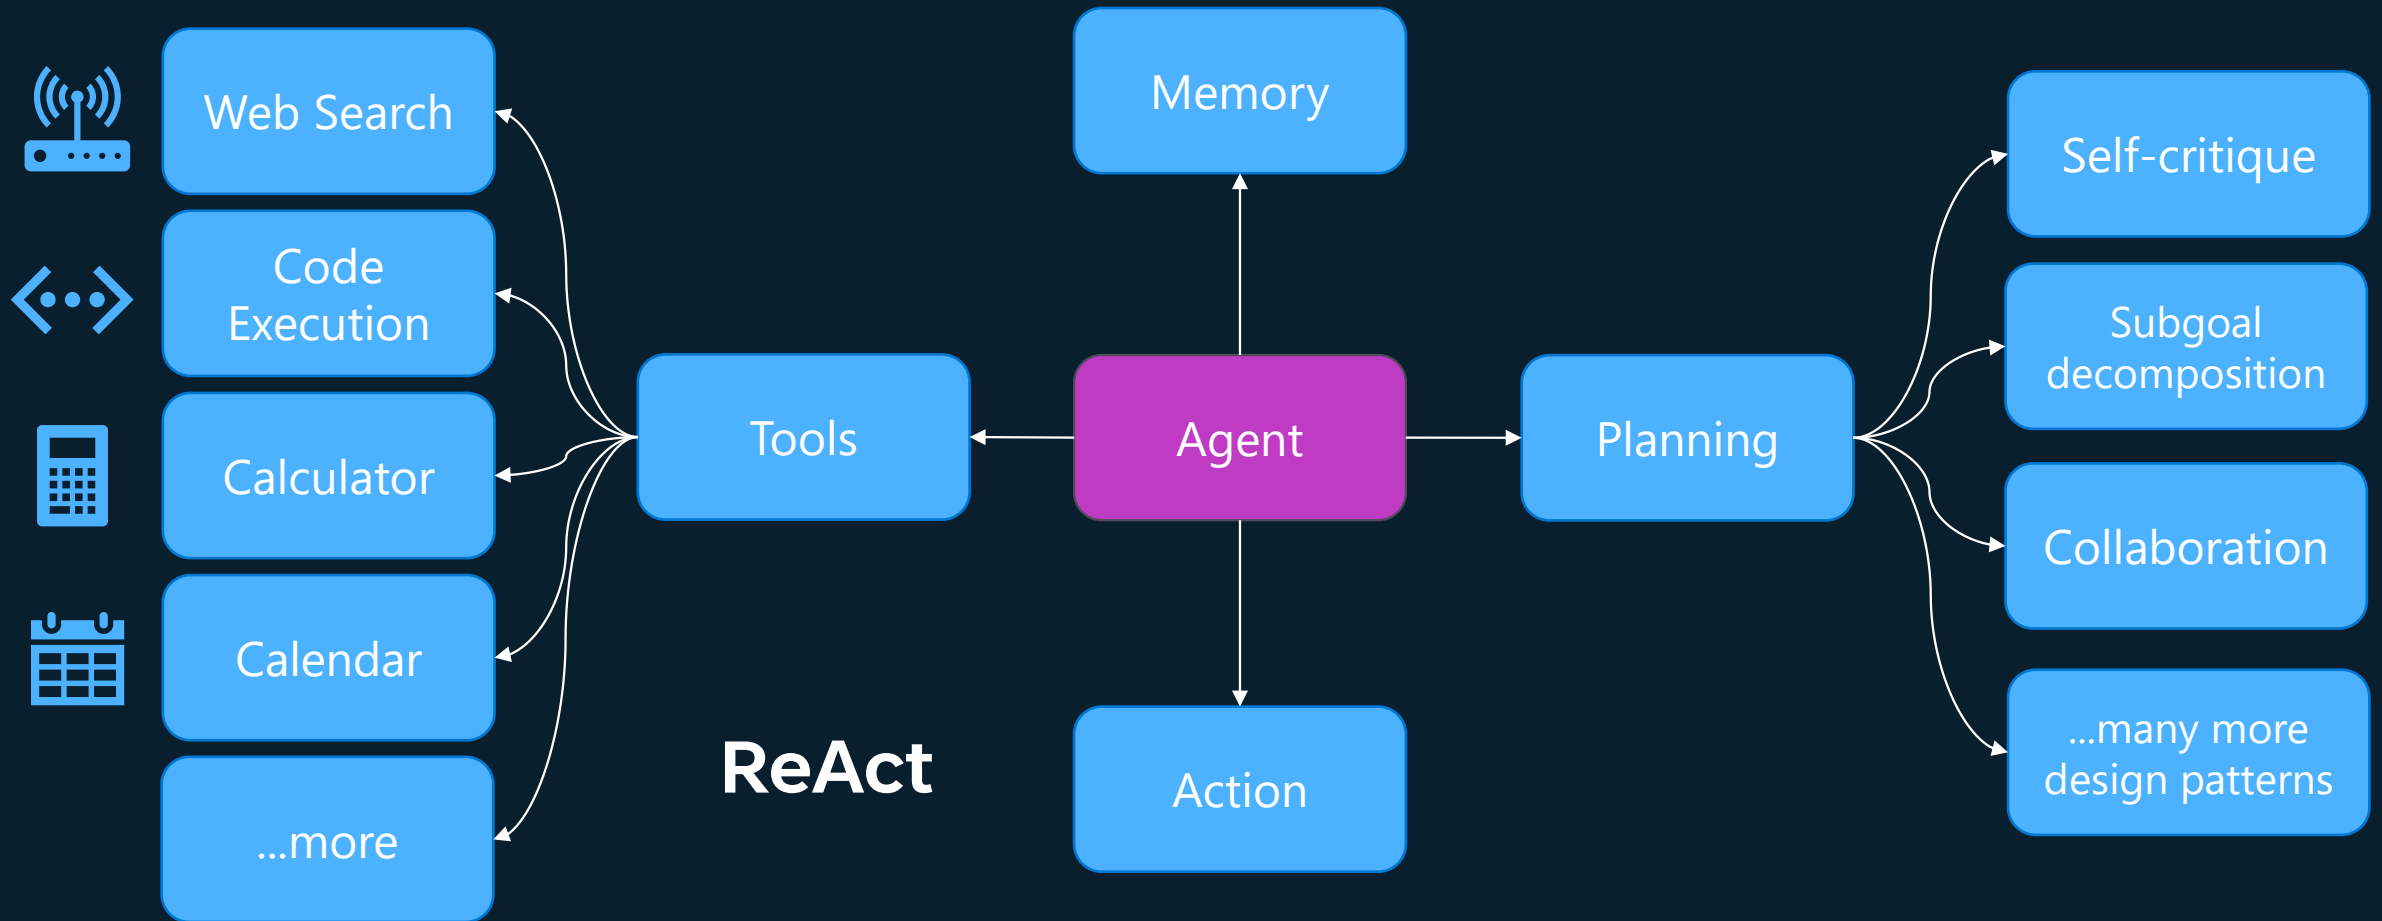 Web Search
Code
Execution
Calculator
Calendar
...more
Tools
Memory
Agent
Action
ReAct
Planning
Self-critique
Subgoal
decomposition
Collaboration
...many more
design patterns